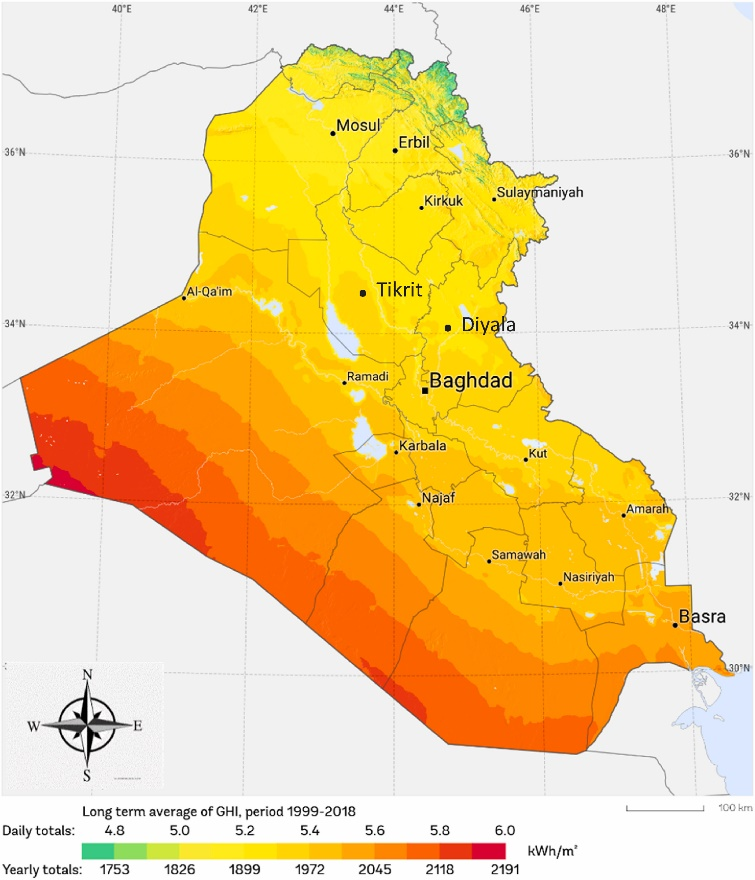 40°E 42°E 44°E 46°E 48°E
Mosul
Erbil
36°N 36°N
Kirkuk Sulaymaniyah
Al-Qa'im Tikrit
34°N Diyala 34°N
Ramadi Baghdad
Karbala Kut
32°N Najaf Amarah 32°N
Samawah
Nasiriyah
Basra
30°N
N
W E
S
100 km
Long term average of GHI, period 1999-2018
Daily totals: 4.8 5.0 5.2 5.4 5.6 5.8 6.0
kWh/m²
Yearly totals: 1753 1826 1899 1972 2045 2118 2191